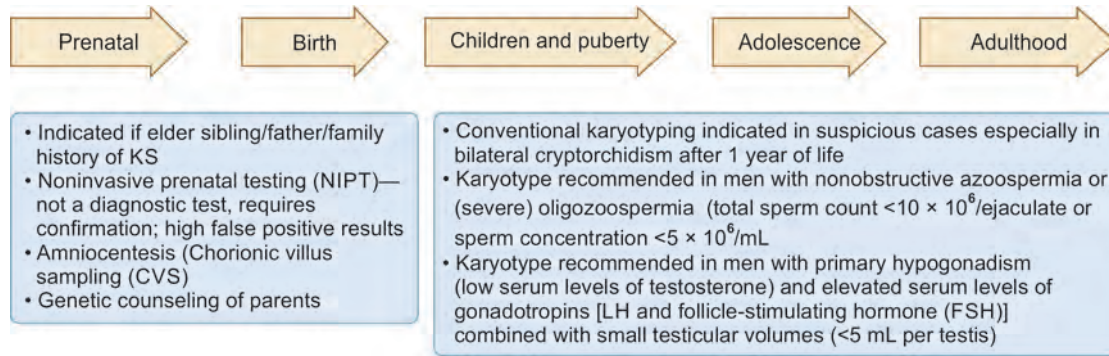 Prenatal
Birth
Children and puberty
Adolescence
Adulthood
• Indicated if elder sibling/father/family
history of KS
• Noninvasive prenatal testing (NIPT)—
not a diagnostic test, requires
confirmation; high false positive results
• Amniocentesis (Chorionic villus
sampling (CVS)
• Genetic counseling of parents
• Conventional karyotyping indicated in suspicious cases especially in
bilateral cryptorchidism after 1 year of life
• Karyotype recommended in men with nonobstructive azoospermia or
(severe) oligozoospermia (total sperm count <10 × 10⁶/ejaculate or
sperm concentration <5 × 10⁶/mL
• Karyotype recommended in men with primary hypogonadism
(low serum levels of testosterone) and elevated serum levels of
gonadotropins [LH and follicle-stimulating hormone (FSH)]
combined with small testicular volumes (<5 mL per testis)